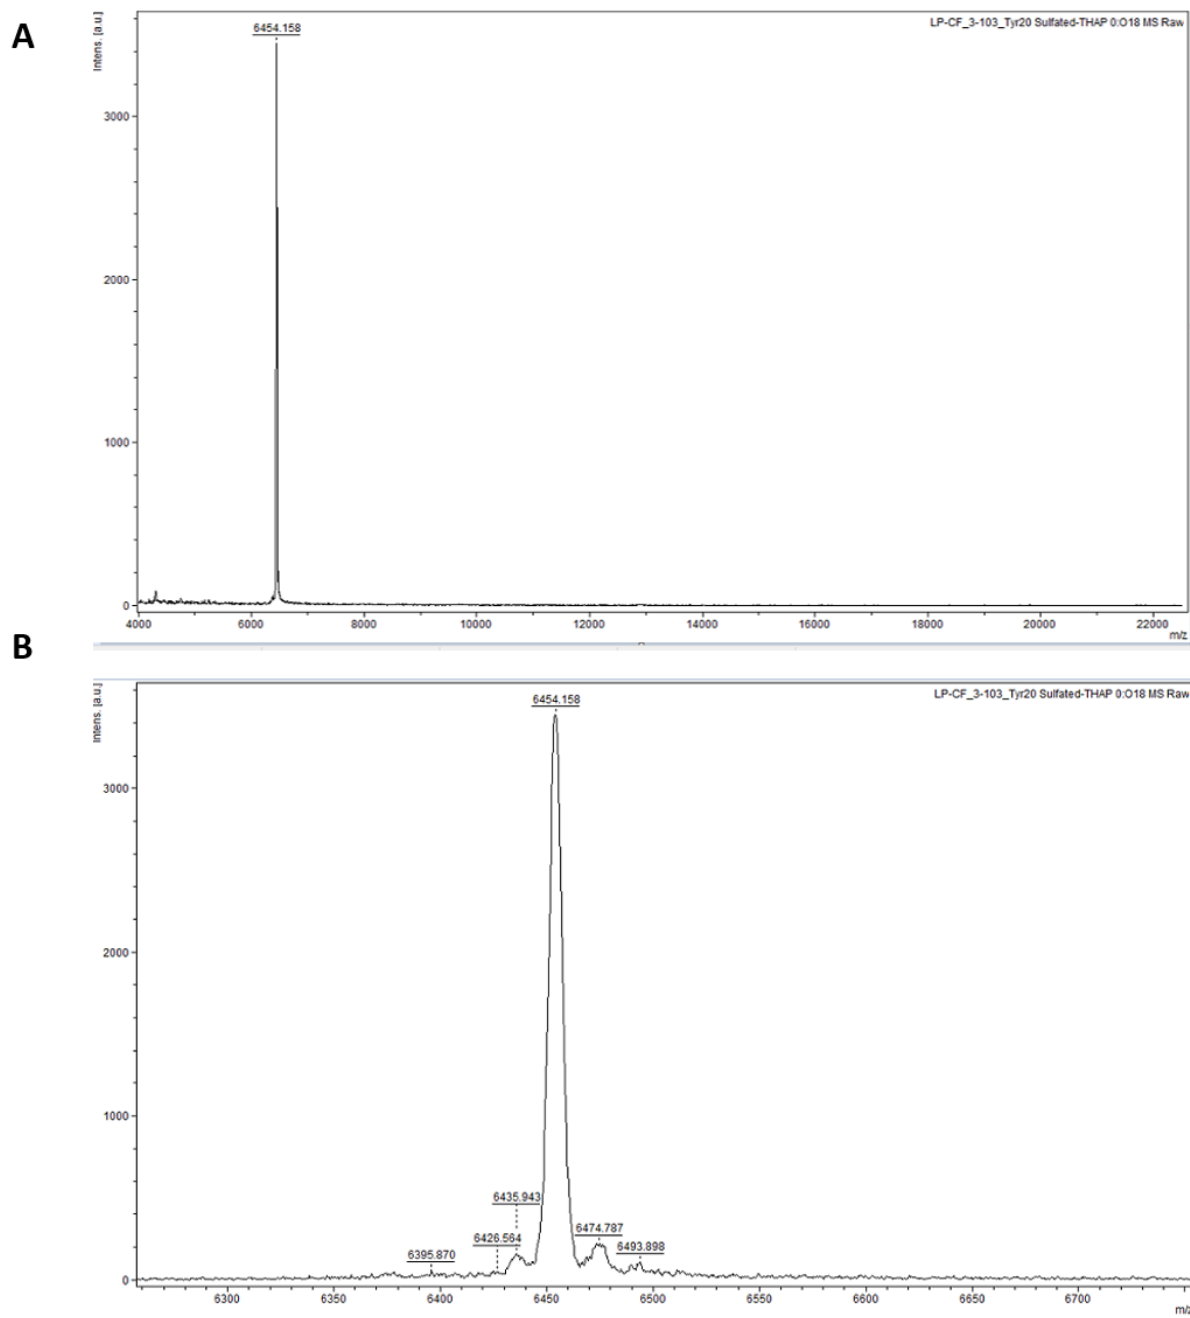 A
6454.158
LP-CF_3-103_Tyr20 Sulfated-THAP 0:O18 MS Raw
Intens. [a.u.]
3000
2000
1000
0
4000 6000 8000 10000 12000 14000 16000 18000 20000 22000
m/z
B
6454.158
LP-CF_3-103_Tyr20 Sulfated-THAP 0:O18 MS Raw
Intens. [a.u.]
3000
2000
1000
6435.943
6426.564
6474.787
6493.898
6395.870
0
6300 6350 6400 6450 6500 6550 6600 6650 6700
m/z